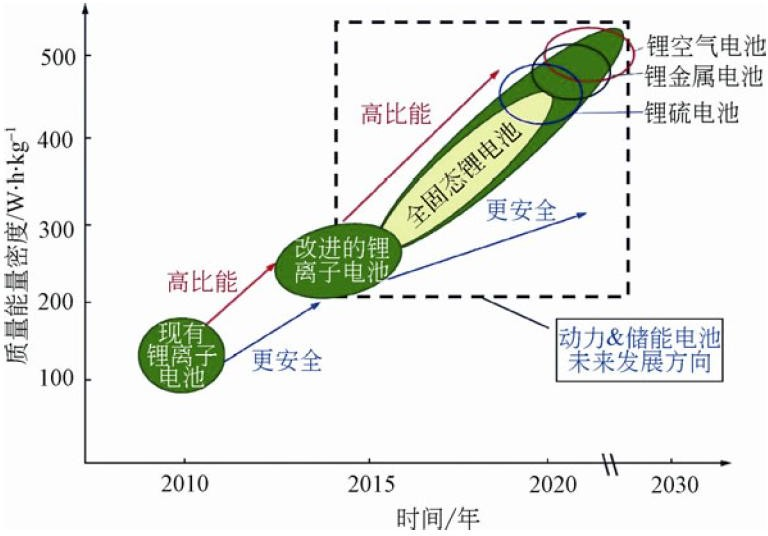 质量能量密度/W·h·kg⁻¹
500
400
300
200
100
锂空气电池
锂金属电池
锂硫电池
高比能
全固态锂电池
更安全
改进的锂
离子电池
高比能
现有
锂离子
电池
更安全
动力&储能电池
未来发展方向
2010
2015
2020
2030
时间/年